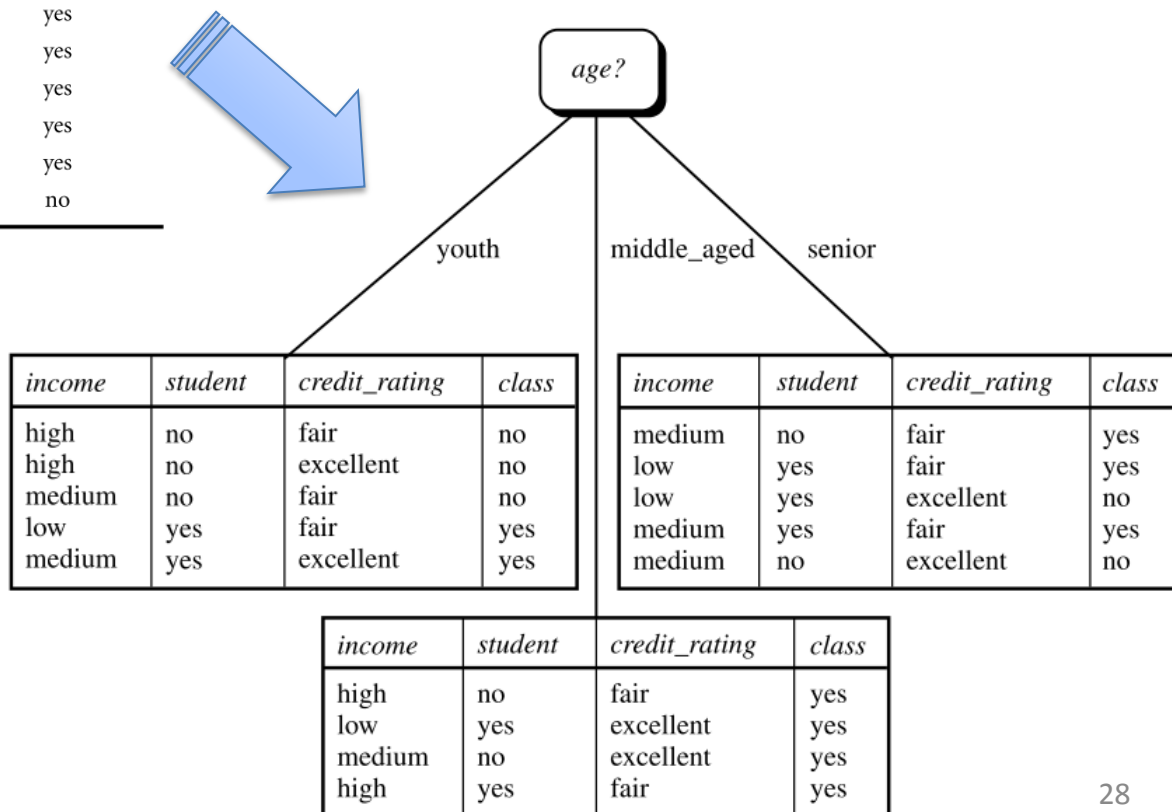 yes
yes
yes
yes
yes
no
age?
youth
middle_aged
senior
income student credit_rating class
high no fair no
high no excellent no
medium no fair no
low yes fair yes
medium yes excellent yes
income student credit_rating class
medium no fair yes
low yes fair yes
low yes excellent no
medium yes fair yes
medium no excellent no
income student credit_rating class
high no fair yes
low yes excellent yes
medium no excellent yes
high yes fair yes
28